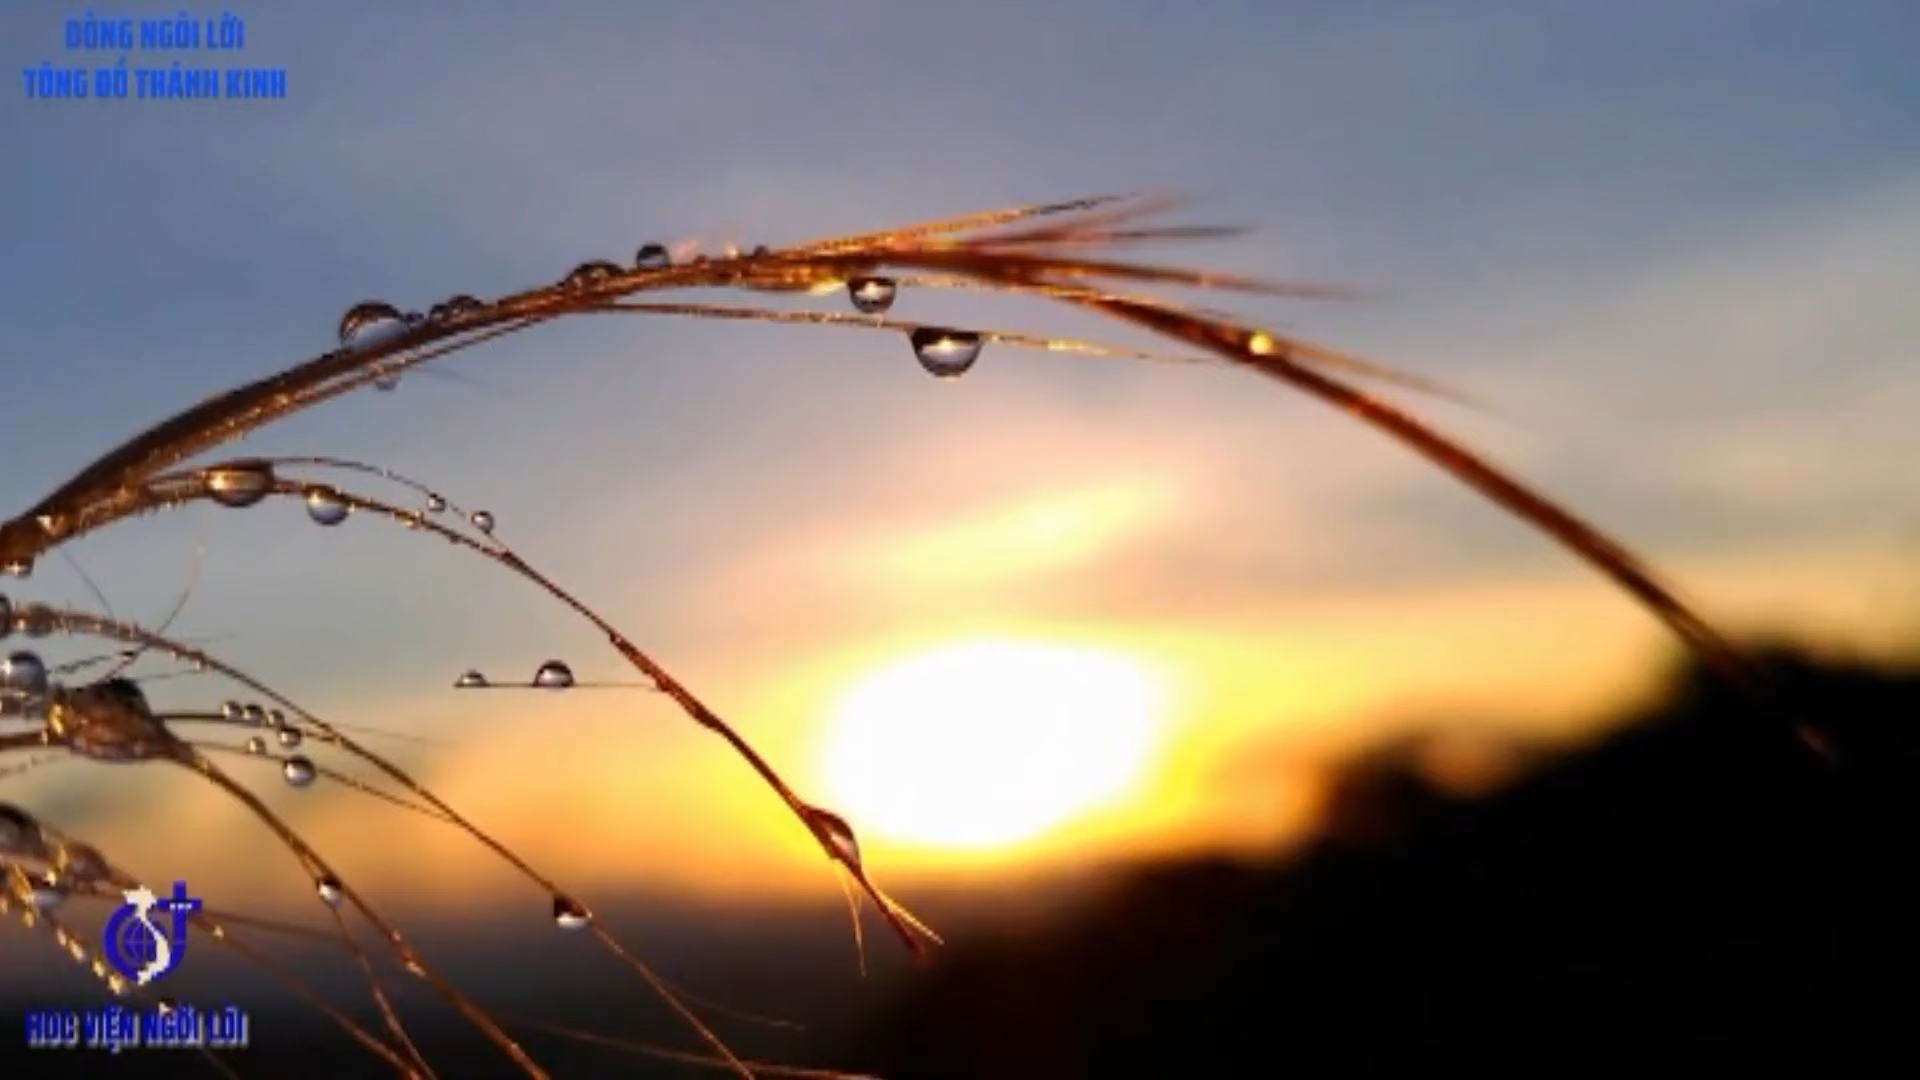 DÒNG NGÔI LỜI
TÔNG ĐỒ THÁNH KINH
HỌC VIỆN NGÔI LỜI